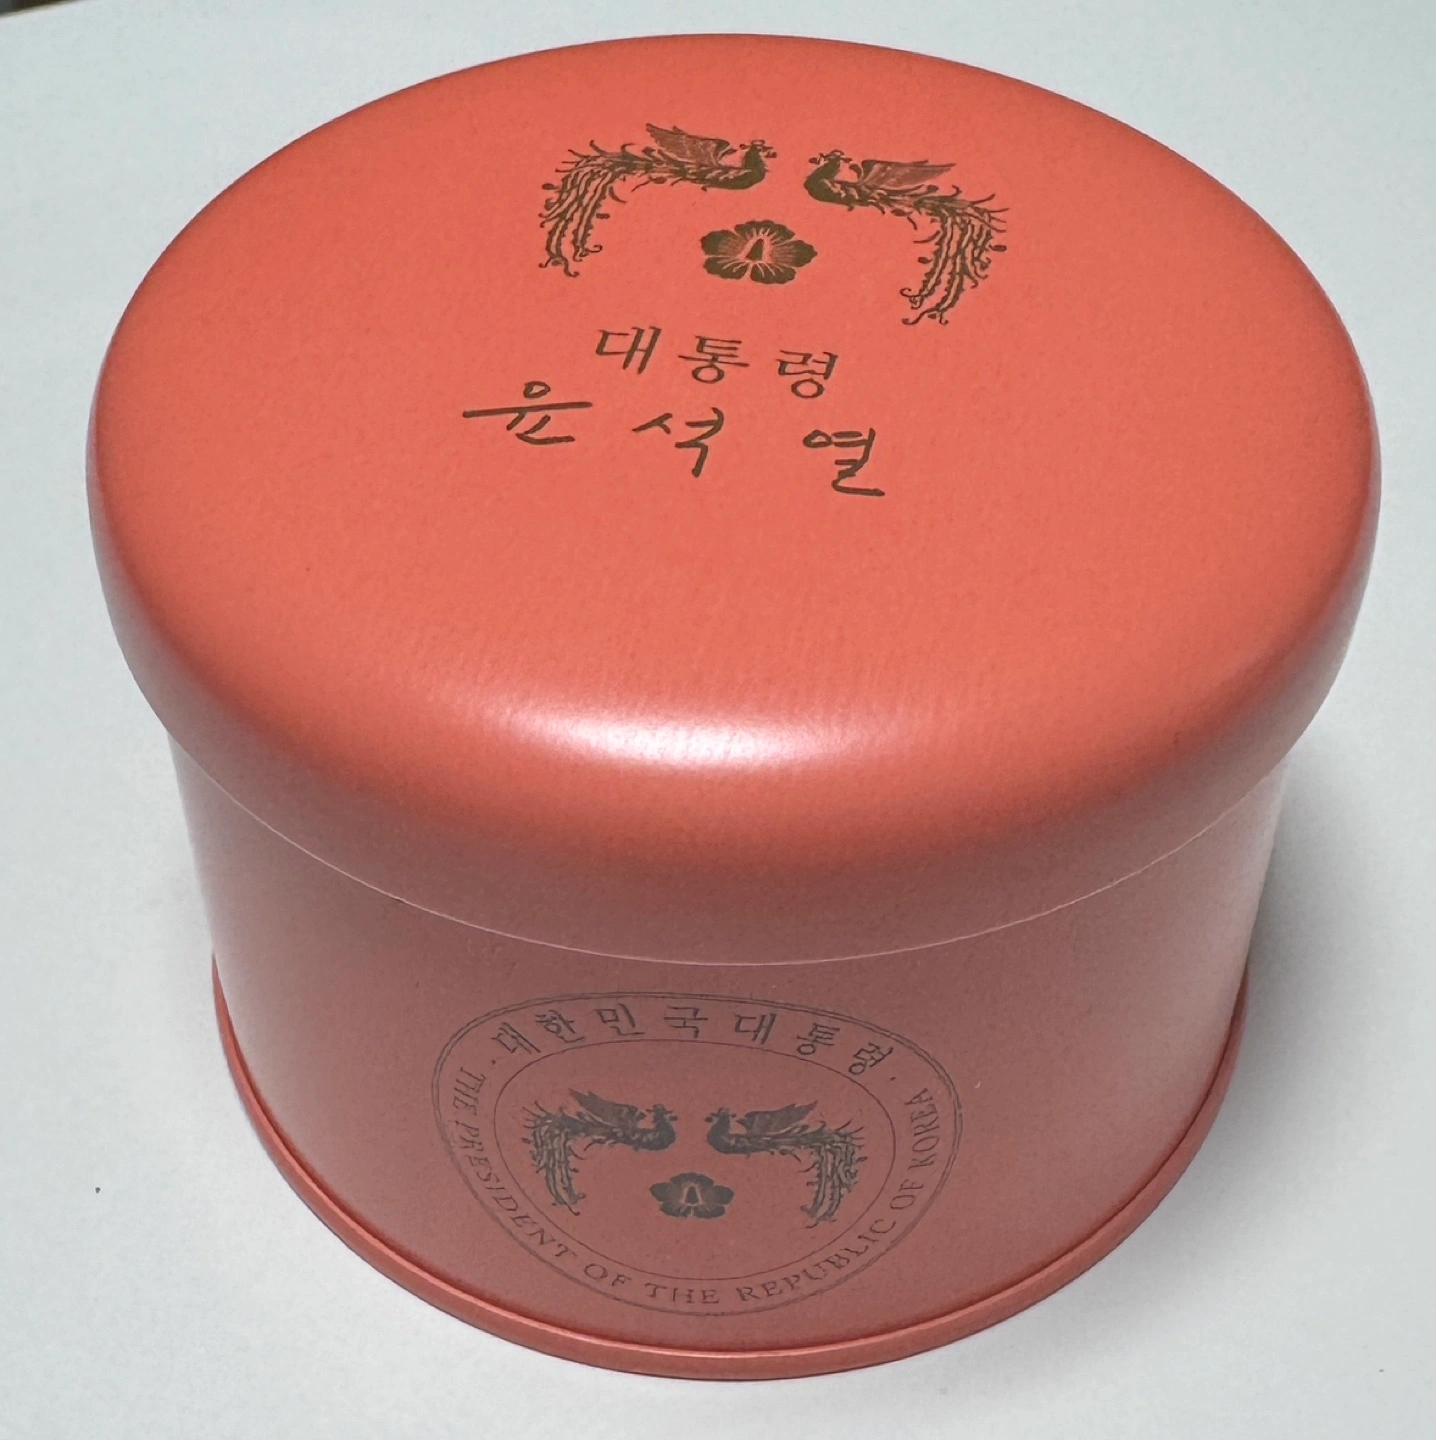 대통령
윤석열
· 대한민국대통령 ·
THE PRESIDENT OF THE REPUBLIC OF KOREA